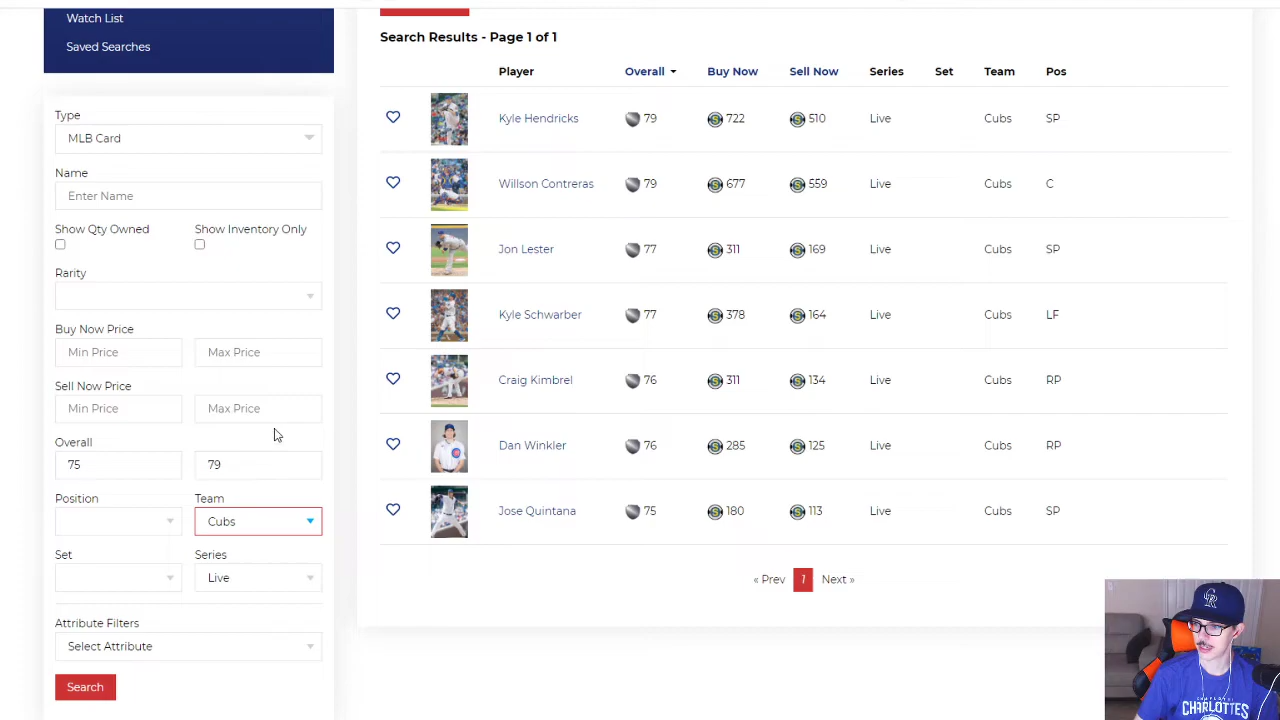 Watch List
Saved Searches
Type
MLB Card
Name
Enter Name
Show Qty Owned Show Inventory Only
Rarity
Buy Now Price
Min Price Max Price
Sell Now Price
Min Price Max Price
Overall
75 79
Position Team
Cubs
Set Series
Live
Attribute Filters
Select Attribute
Search
Search Results - Page 1 of 1
Player Overall Buy Now Sell Now Series Set Team Pos
Kyle Hendricks 79 722 510 Live Cubs SP
Willson Contreras 79 677 559 Live Cubs C
Jon Lester 77 311 169 Live Cubs SP
Kyle Schwarber 77 378 164 Live Cubs LF
Craig Kimbrel 76 311 134 Live Cubs RP
Dan Winkler 76 285 125 Live Cubs RP
Jose Quintana 75 180 113 Live Cubs SP
« Prev 1 Next »
CR
CHARLOTTES